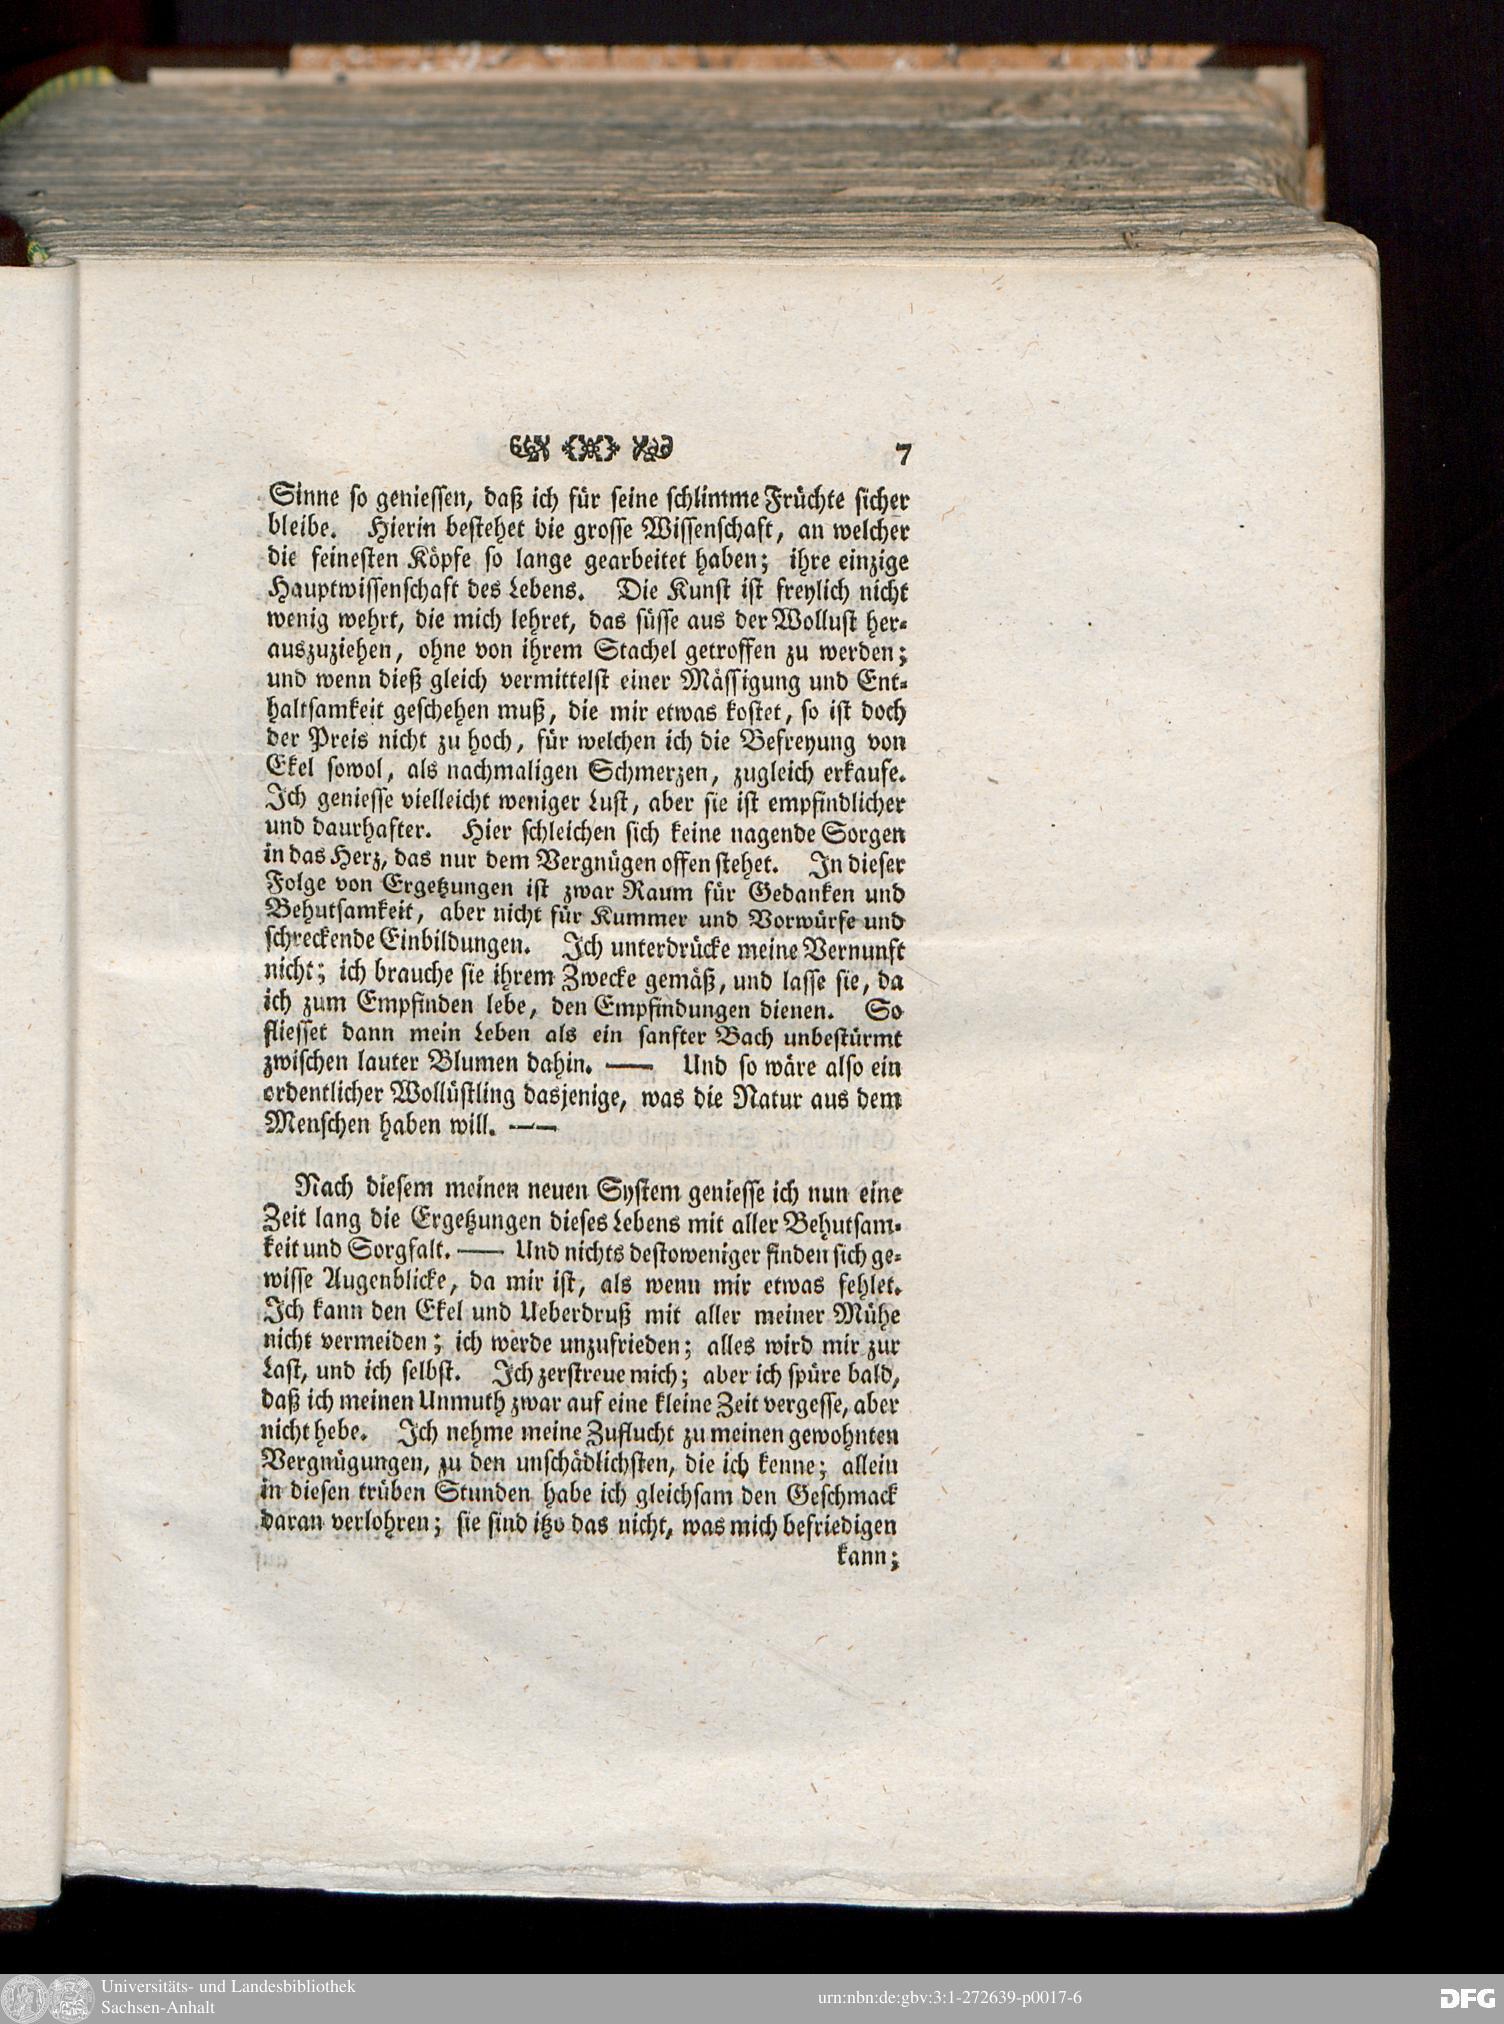 7
Sinne so geniessen, daß ich für seine schlimme Früchte sicher
bleibe. Hierin bestehet die grosse Wissenschaft, an welcher
die feinesten Köpfe so lange gearbeitet haben; ihre einzige
Hauptwissenschaft des Lebens. Die Kunst ist freylich nicht
wenig wehrt, die mich lehret, das süsse aus der Wollust her-
auszuziehen, ohne von ihrem Stachel getroffen zu werden;
und wenn dieß gleich vermittelst einer Mässigung und Ent-
haltsamkeit geschehen muß, die mir etwas kostet, so ist doch
der Preis nicht zu hoch, für welchen ich die Befreyung von
Ekel sowol, als nachmaligen Schmerzen, zugleich erkaufe.
Ich geniesse vielleicht weniger Lust, aber sie ist empfindlicher
und daurhafter. Hier schleichen sich keine nagende Sorgen
in das Herz, das nur dem Vergnügen offen stehet. In dieser
Folge von Ergetzungen ist zwar Raum für Gedanken und
Behutsamkeit, aber nicht für Kummer und Vorwürfe und
schreckende Einbildungen. Ich unterdrücke meine Vernunft
nicht; ich brauche sie ihrem Zwecke gemäß, und lasse sie, da
ich zum Empfinden lebe, den Empfindungen dienen. So
fliesset dann mein Leben als ein sanfter Bach unbestürmt
zwischen lauter Blumen dahin. —— Und so wäre also ein
ordentlicher Wollüstling dasjenige, was die Natur aus dem
Menschen haben will. ——
Nach diesem meinen neuen System geniesse ich nun eine
Zeit lang die Ergetzungen dieses Lebens mit aller Behutsam-
keit und Sorgfalt. —— Und nichts destoweniger finden sich ge-
wisse Augenblicke, da mir ist, als wenn mir etwas fehlet.
Ich kann den Ekel und Ueberdruß mit aller meiner Mühe
nicht vermeiden; ich werde unzufrieden; alles wird mir zur
Last, und ich selbst. Ich zerstreue mich; aber ich spüre bald,
daß ich meinen Unmuth zwar auf eine kleine Zeit vergesse, aber
nicht hebe. Ich nehme meine Zuflucht zu meinen gewohnten
Vergnügungen, zu den unschädlichsten, die ich kenne; allein
in diesen trüben Stunden habe ich gleichsam den Geschmack
daran verlohren; sie sind itzo das nicht, was mich befriedigen
kann;
Universitäts- und Landesbibliothek
Sachsen-Anhalt
urn:nbn:de:gbv:3:1-272639-p0017-6
DFG